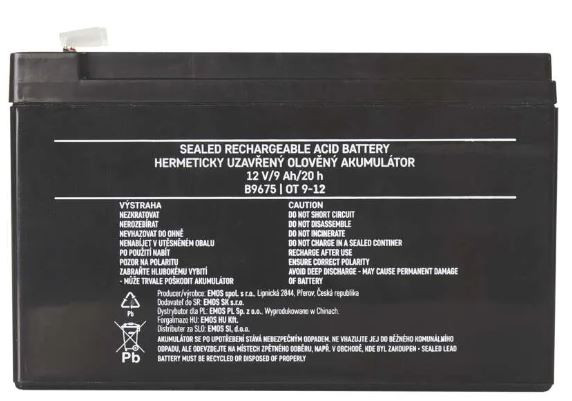 SEALED RECHARGEABLE ACID BATTERY
HERMETICKY UZAVŘENÝ OLOVĚNÝ AKUMULÁTOR
12 V/9 Ah/20 h
B9675 | OT 9-12
VÝSTRAHA
NEZKRATOVAT
NEROZEBÍRAT
NEVHAZOVAT DO OHNĚ
NENABÍJET V UTĚSNĚNÉM OBALU
PO POUŽITÍ NABÍT
POZOR NA POLARITU
ZABRAŇTE HLUBOKÉMU VYBITÍ
- MŮŽE TRVALE POŠKODIT AKUMULÁTOR
CAUTION
DO NOT SHORT CIRCUIT
DO NOT DISASSEMBLE
DO NOT INCINERATE
DO NOT CHARGE IN A SEALED CONTINER
RECHARGE AFTER USE
ENSURE CORRECT POLARITY
AVOID DEEP DISCHARGE - MAY CAUSE PERMANENT DAMAGE
OF BATTERY
Producer/výrobce: EMOS spol. s r. o., Lipnická 2844, Přerov, Česká republika
Dodavateľ do SR: EMOS SK s.r.o.
Dystrybutor dla PL: EMOS PL Sp. z o.o., Wyprodukowane w Chinach.
Forgalmazó HU: EMOS HU Kft.
Distributer za SLO: EMOS SI, d.o.o.
Pb
Pb
AKUMULÁTOR SE PO UPOTŘEBENÍ STÁVÁ NEBEZPEČNÝM ODPADEM. NEVHAZUJTE JEJ DO BĚŽNÉHO KOMUNÁLNÍHO
ODPADU, ALE ODEVZDEJTE NA MÍSTECH ZPĚTNÉHO ODBĚRU, NAPŘ. V OBCHODĚ, KDE BYL ZAKOUPEN - SEALED LEAD
BATTERY MUST BE RECYCLED OR DISPOSED OF PROPERLY